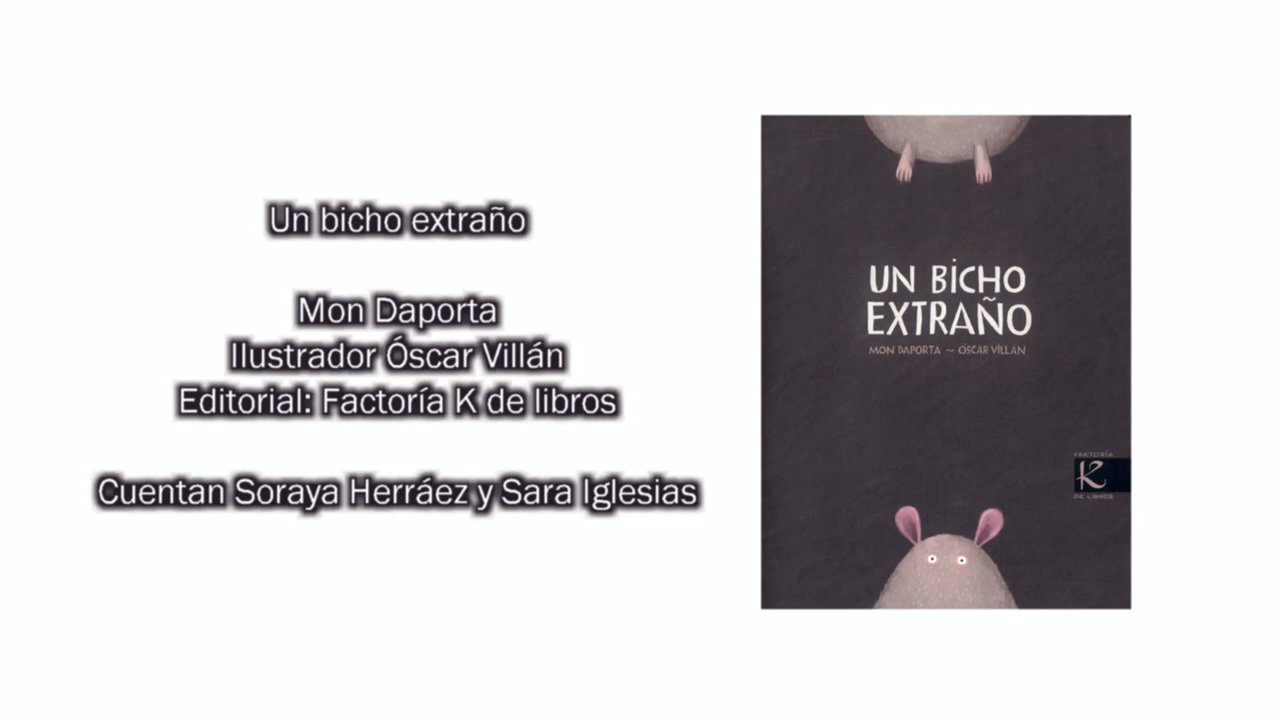 Un bicho extraño
Mon Daporta
Ilustrador Óscar Villán
Editorial: Factoría K de libros
Cuentan Soraya Herráez y Sara Iglesias
UN BiCHO
EXTRAÑO
MON DAPORTA ~ ÓSCAR VILLÁN
FAKTORÍA
K
DE LIBROS